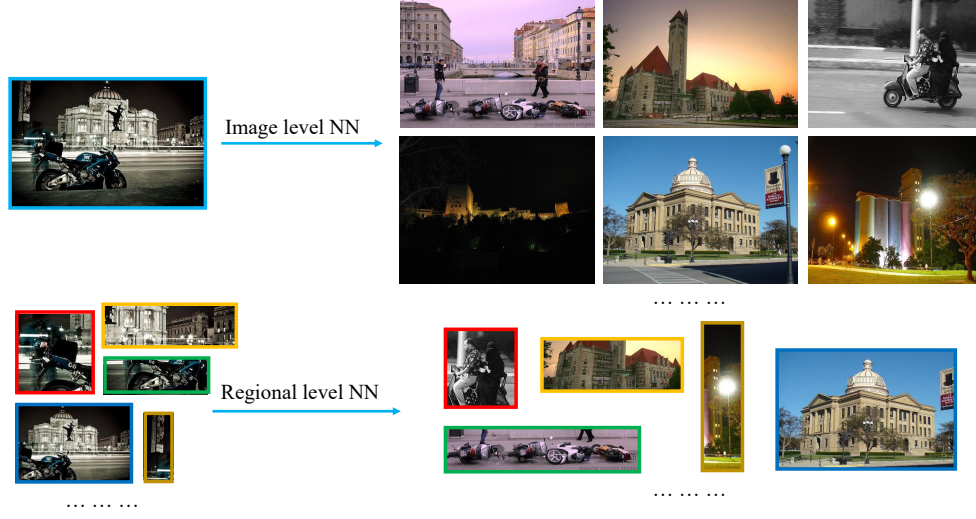 Image level NN
… … …
Regional level NN
… … …
… … …